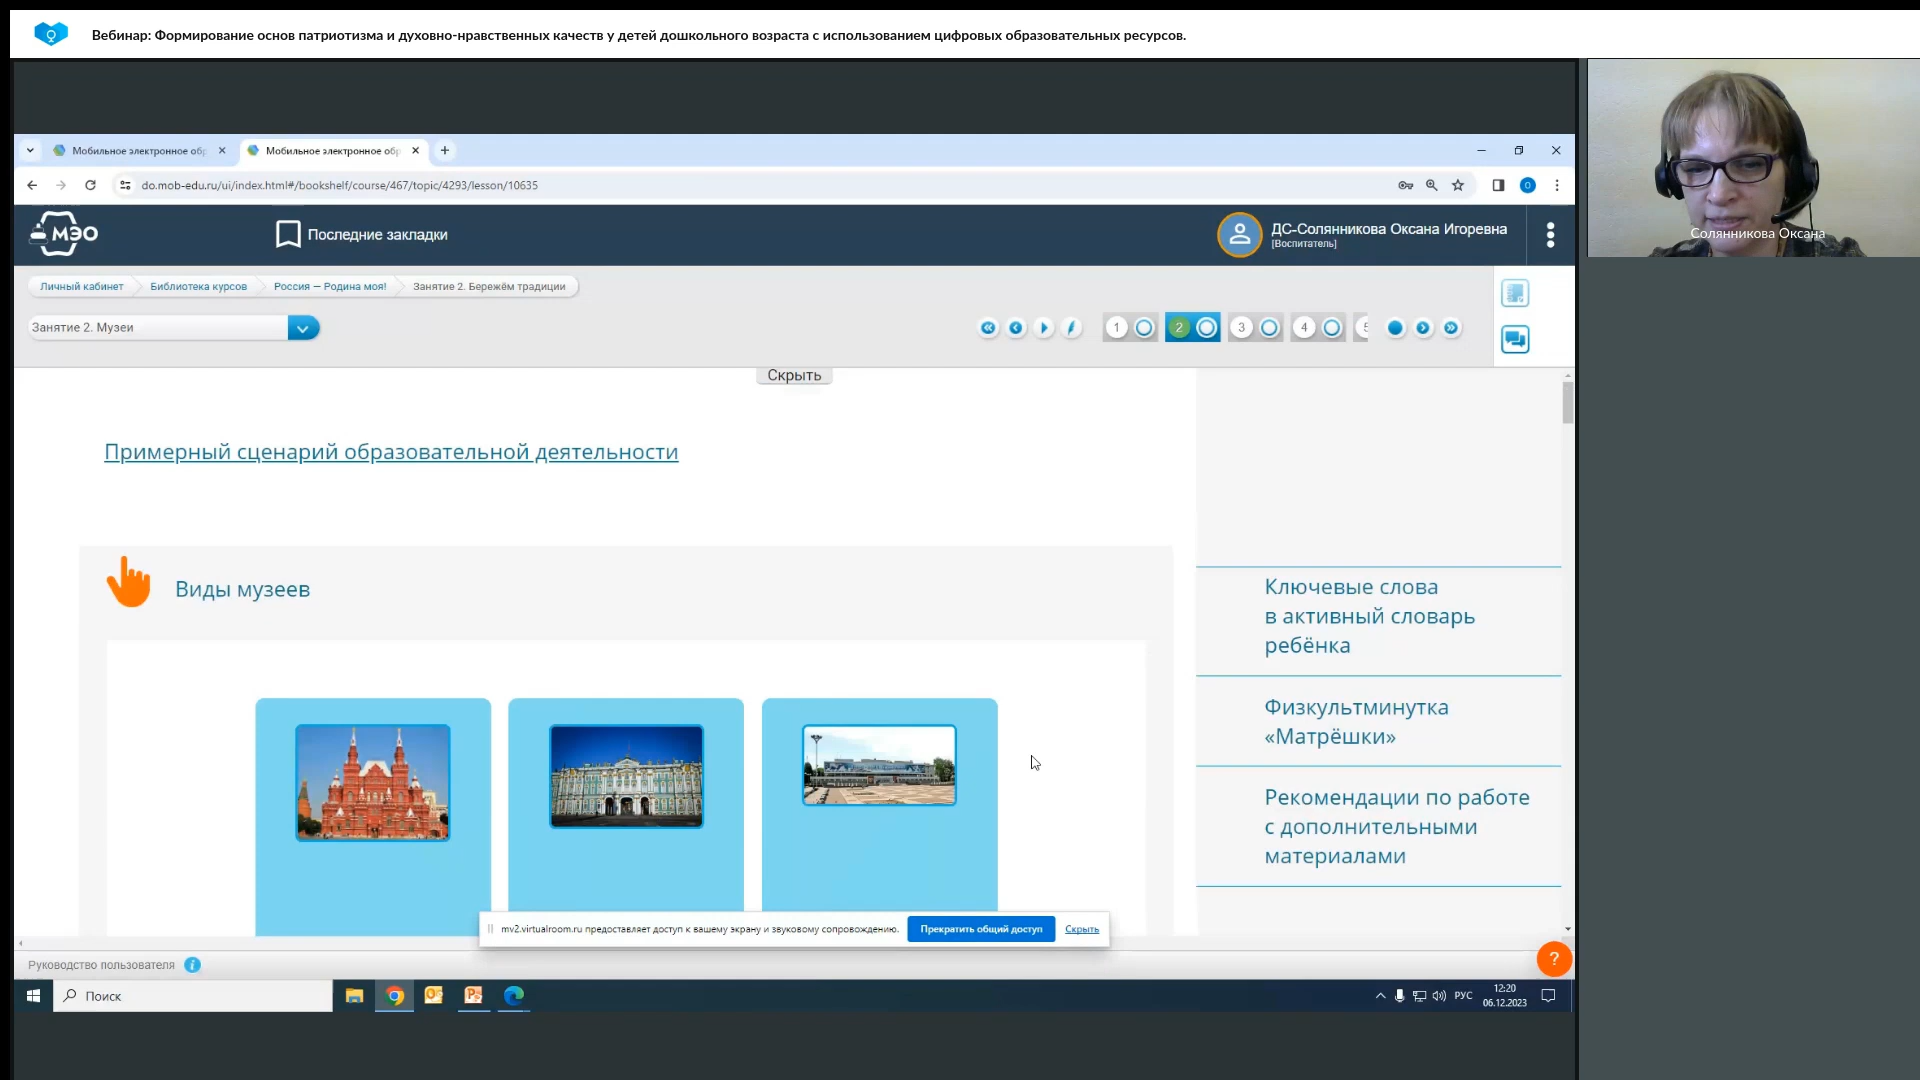 Вебинар: Формирование основ патриотизма и духовно-нравственных качеств у детей дошкольного возраста с использованием цифровых образовательных ресурсов.
Мобильное электронное обр
Мобильное электронное обр
do.mob-edu.ru/ui/index.html#/bookshelf/course/467/topic/4293/lesson/10635
МЭО
Последние закладки
ДС-Солянникова Оксана Игоревна
[Воспитатель]
Солянникова Оксана
Личный кабинет
Библиотека курсов
Россия — Родина моя!
Занятие 2. Бережём традиции
Занятие 2. Музеи
1
2
3
4
5
Скрыть
Примерный сценарий образовательной деятельности
Виды музеев
Ключевые слова
в активный словарь
ребёнка
Физкультминутка
«Матрёшки»
Рекомендации по работе
с дополнительными
материалами
mv2.virtualroom.ru предоставляет доступ к вашему экрану и звуковому сопровождению.
Прекратить общий доступ
Скрыть
Руководство пользователя
i
?
Поиск
РУС
12:20
06.12.2023